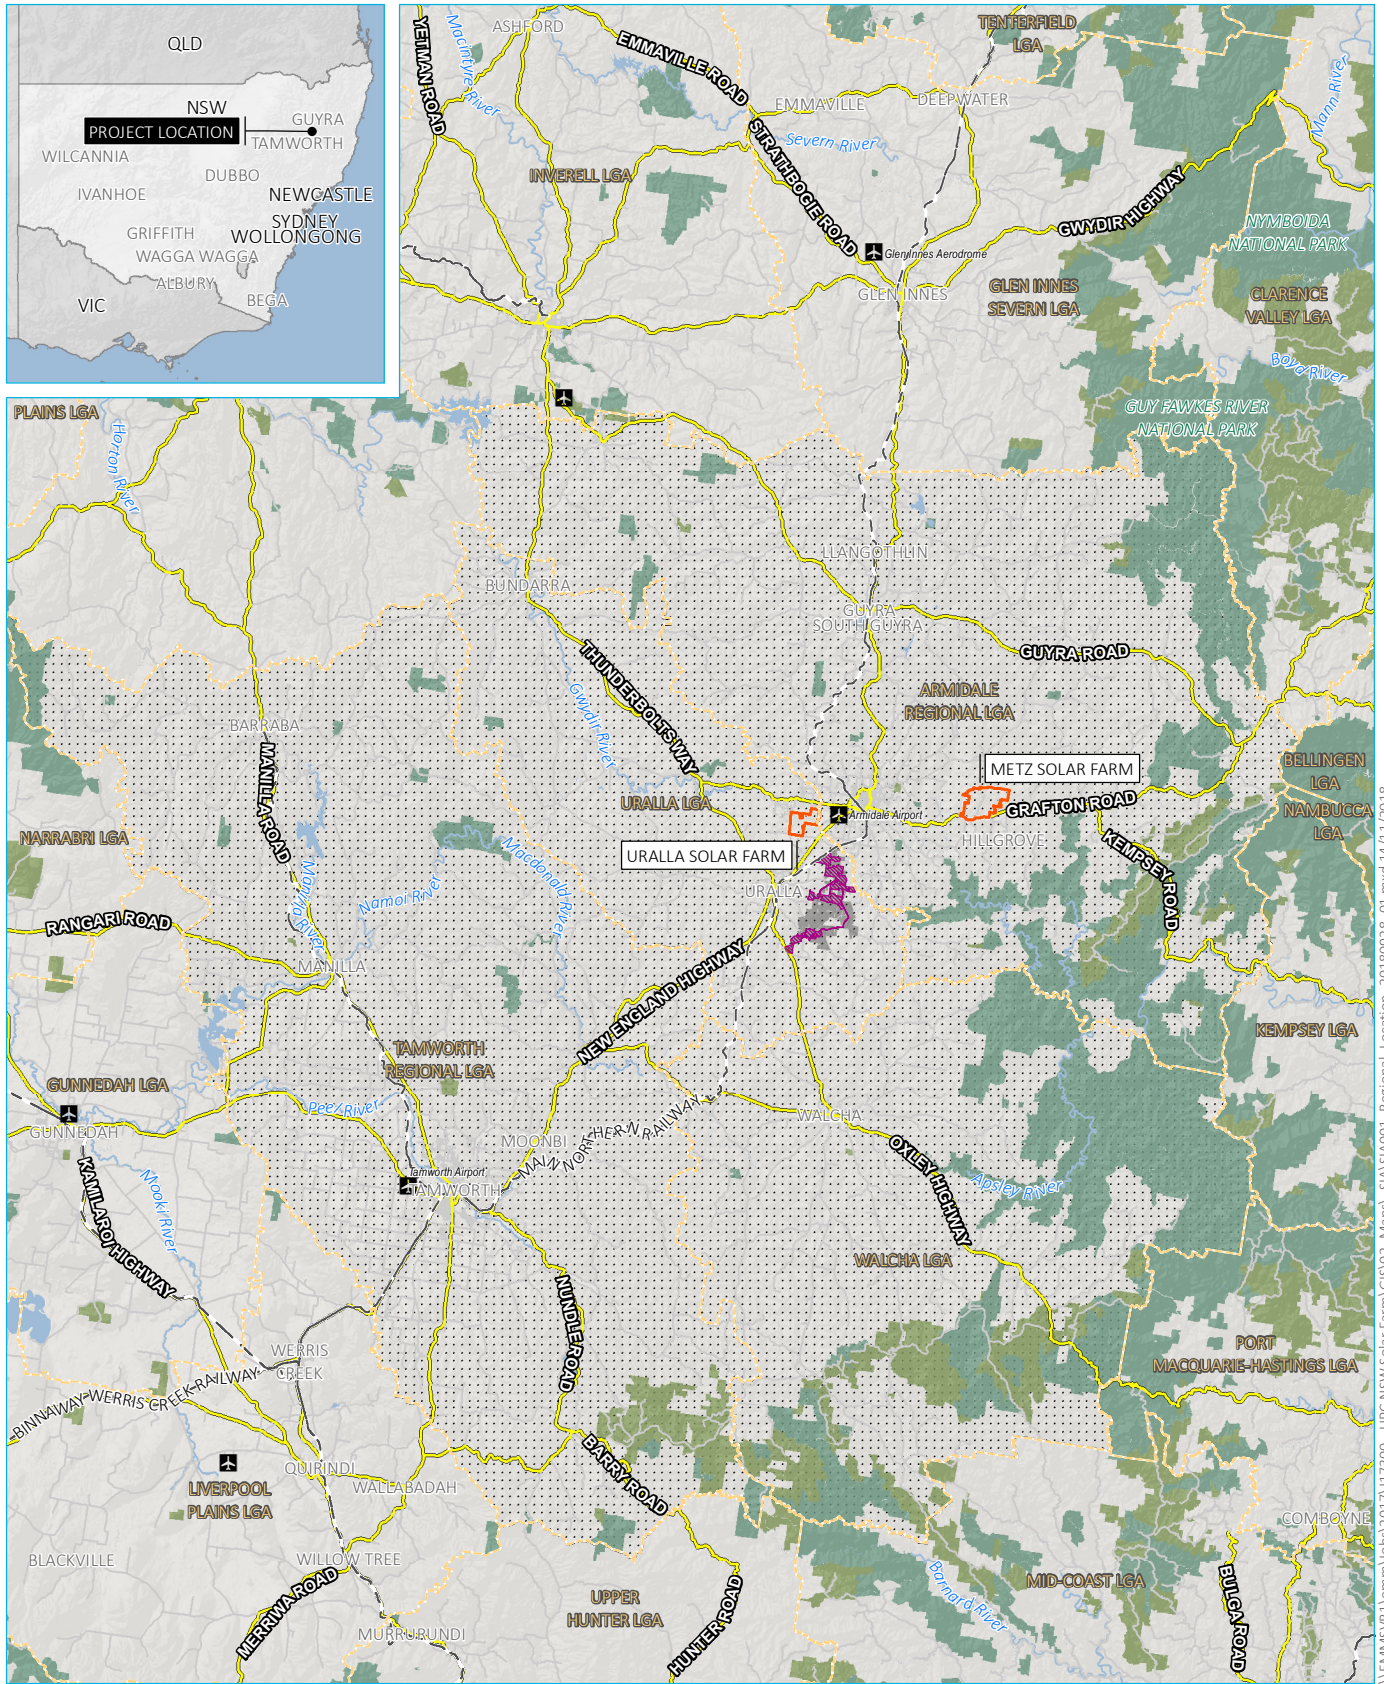 QLD
NSW
GUYRA
PROJECT LOCATION
TAMWORTH
WILCANNIA
DUBBO
IVANHOE
NEWCASTLE
SYDNEY
GRIFFITH
WOLLONGONG
WAGGA WAGGA
ALBURY
BEGA
VIC
YETMAN ROAD
Macintyre River
ASHFORD
EMMAVILLE ROAD
TENTERFIELD
LGA
EMMAVILLE
DEEPWATER
Mann River
STRATHBOGIE ROAD
Severn River
INVERELL LGA
GWYDIR HIGHWAY
NYMBOIDA
NATIONAL PARK
Glen Innes Aerodrome
GLEN INNES
GLEN INNES
SEVERN LGA
CLARENCE
VALLEY LGA
Boyd River
PLAINS LGA
Horton River
GUY FAWKES RIVER
NATIONAL PARK
LLANGOTHLIN
BUNDARRA
GUYRA
SOUTH GUYRA
THUNDERBOLTS WAY
GUYRA ROAD
Gwydir River
ARMIDALE
REGIONAL LGA
BARRABA
MANILLA ROAD
METZ SOLAR FARM
BELLINGEN
LGA
URALLA LGA
GRAFTON ROAD
NAMBUCCA
LGA
Armidale Airport
NARRABRI LGA
HILLGROVE
KEMPSEY ROAD
URALLA SOLAR FARM
Macdonald River
Manila River
Namoi River
URALLA
RANGARI ROAD
MANILLA
NEW ENGLAND HIGHWAY
KEMPSEY LGA
TAMWORTH
REGIONAL LGA
GUNNEDAH LGA
Peel River
GUNNEDAH
MOONBI
MAIN NORTHERN RAILWAY
WALCHA
OXLEY HIGHWAY
Apsley River
Tamworth Airport
TAMWORTH
KAMILAROI HIGHWAY
Mooki River
WALCHA LGA
NUNDLE ROAD
WERRIS
CREEK
PORT
MACQUARIE-HASTINGS LGA
BINNAWAY WERRIS CREEK RAILWAY
BARRY ROAD
QUIRINDI
WALLABADAH
LIVERPOOL
PLAINS LGA
COMBOYNE
BLACKVILLE
WILLOW TREE
MERRIWA ROAD
UPPER
HUNTER LGA
HUNTER ROAD
Barnard River
MID-COAST LGA
BULGA ROAD
MURRURUNDI